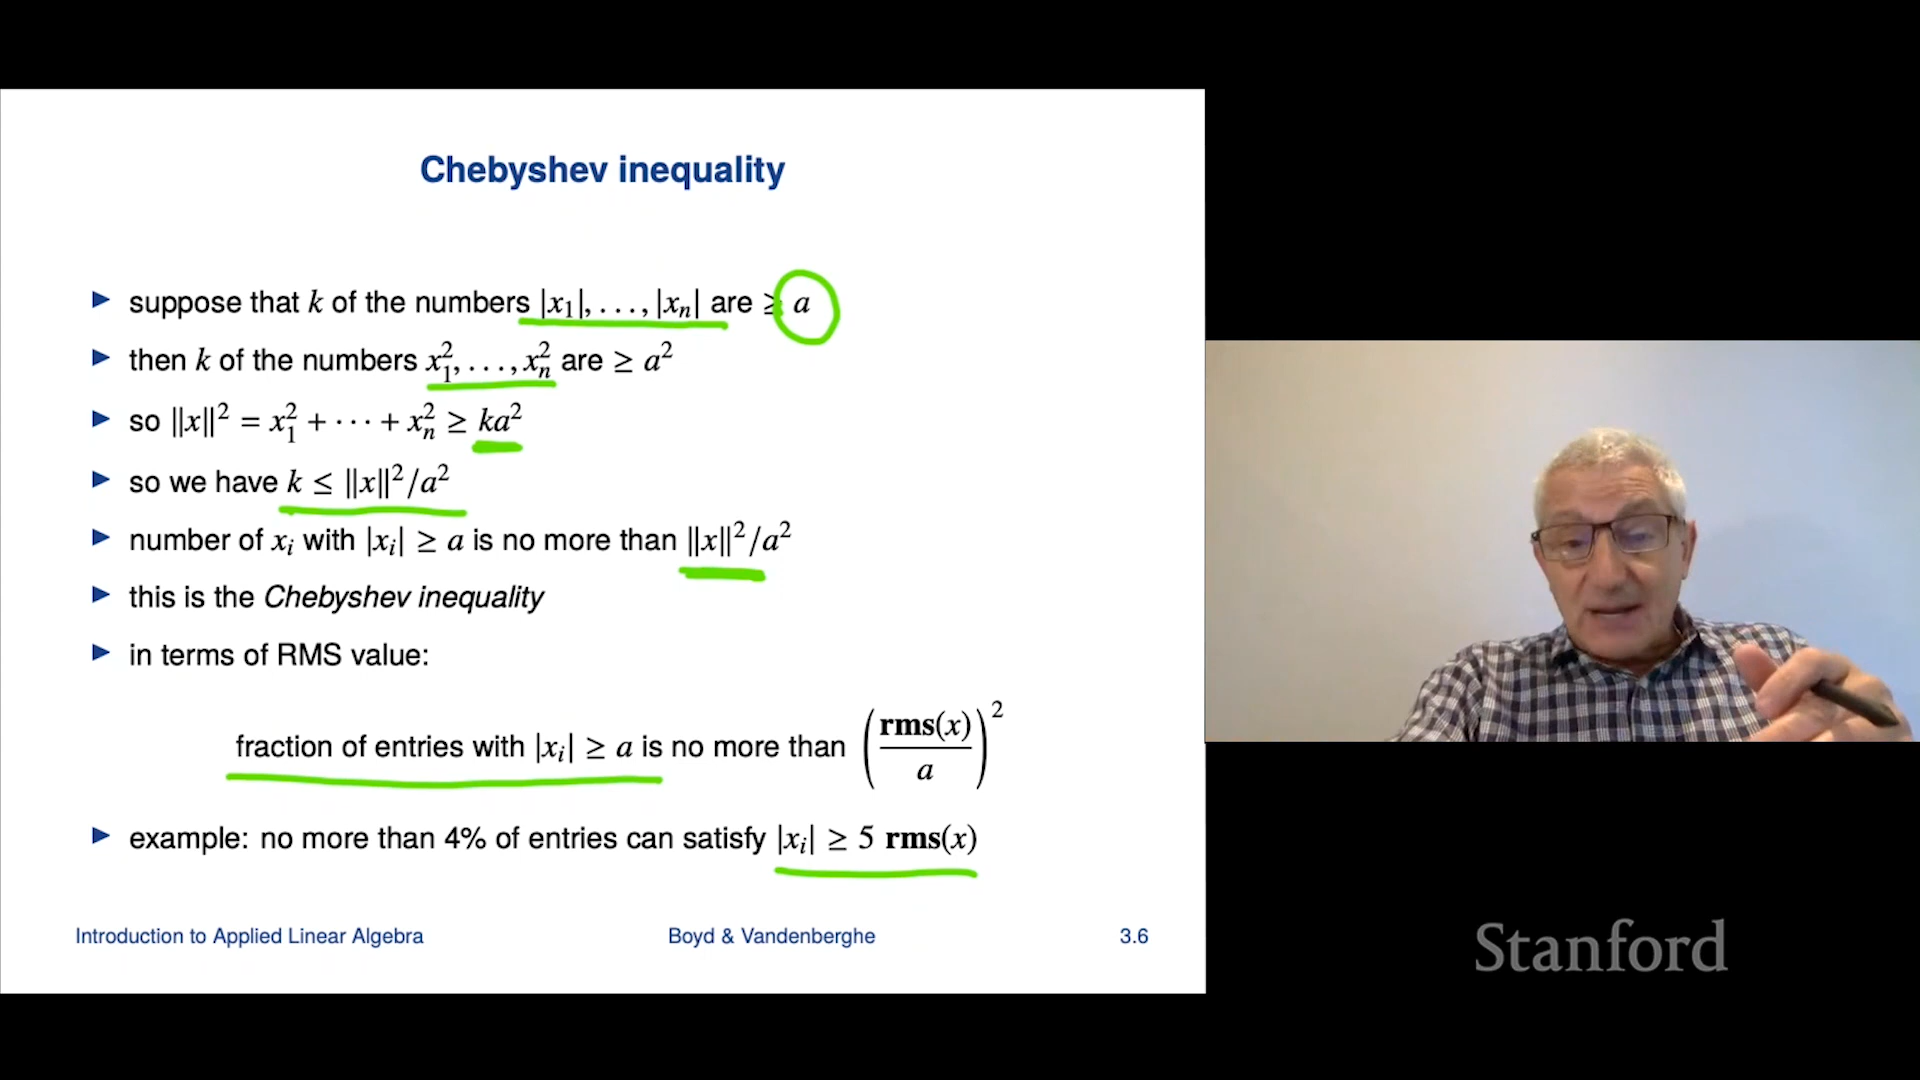 Chebyshev inequality
▶ suppose that k of the numbers |x₁|, . . . , |xₙ| are ≥ a
▶ then k of the numbers x₁², . . . , xₙ² are ≥ a²
▶ so ‖x‖² = x₁² + · · · + xₙ² ≥ ka²
▶ so we have k ≤ ‖x‖²/a²
▶ number of xᵢ with |xᵢ| ≥ a is no more than ‖x‖²/a²
▶ this is the Chebyshev inequality
▶ in terms of RMS value:
fraction of entries with |xᵢ| ≥ a is no more than (rms(x)/a)²
▶ example: no more than 4% of entries can satisfy |xᵢ| ≥ 5 rms(x)
Introduction to Applied Linear Algebra Boyd & Vandenberghe 3.6
Stanford